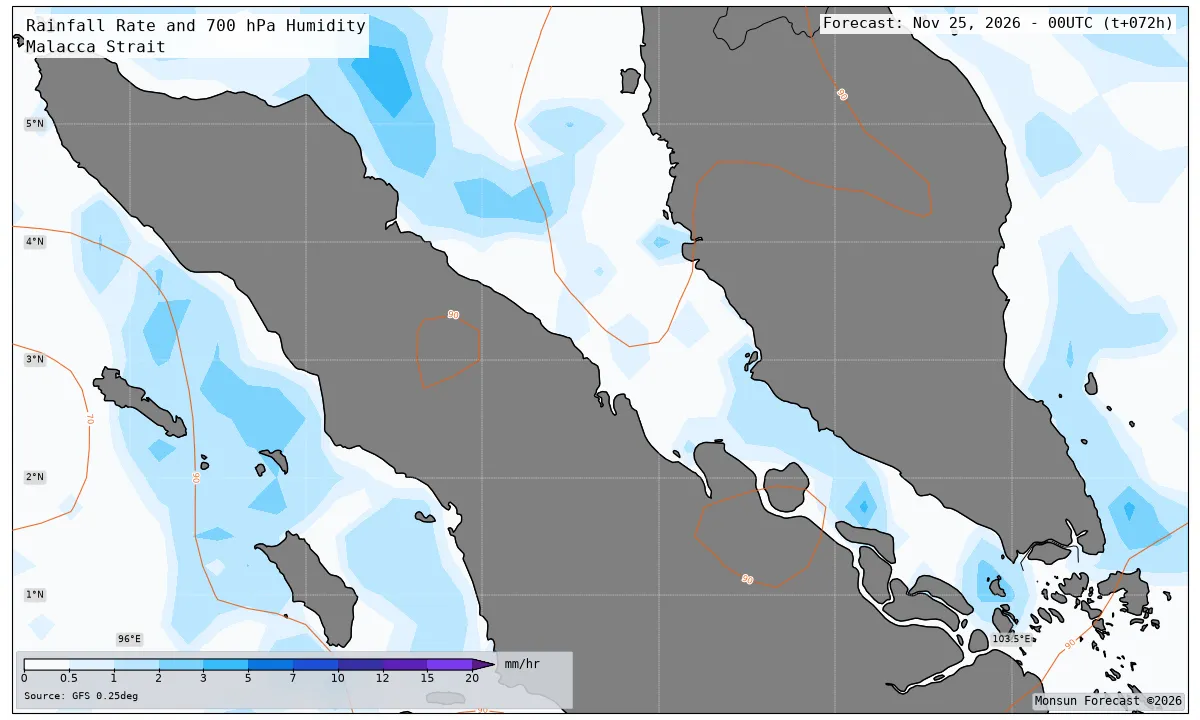 Rainfall Rate and 700 hPa Humidity
Malacca Strait
Forecast: Nov 25, 2026 - 00UTC (t+072h)
90
5°N
4°N
90
3°N
70
90
2°N
90
1°N
96°E
103.5°E
90
mm/hr
0 0.5 1 2 3 5 7 10 12 15 20
Source: GFS 0.25deg
Monsun Forecast ©2026
90